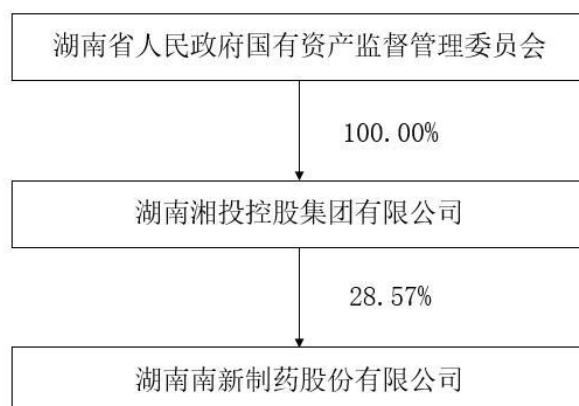 湖南省人民政府国有资产监督管理委员会
100.00%
湖南湘投控股集团有限公司
28.57%
湖南南新制药股份有限公司